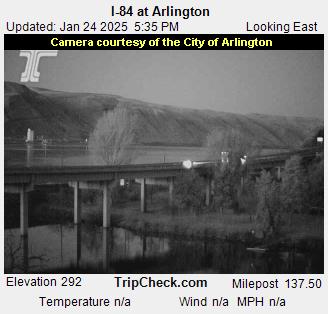 I-84 at Arlington
Updated: Jan 24 2025 5:35 PM Looking East
Camera courtesy of the City of Arlington
Elevation 292 TripCheck.com Milepost 137.50
Temperature n/a Wind n/a MPH n/a